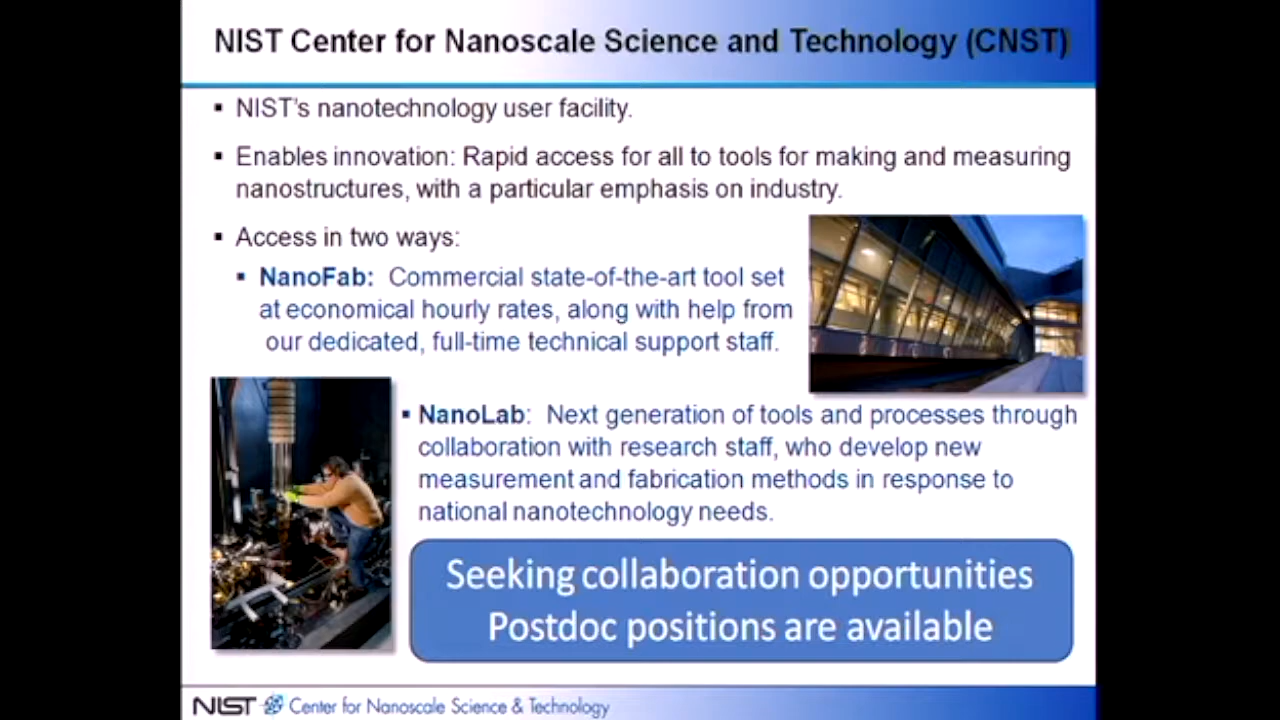 NIST Center for Nanoscale Science and Technology (CNST)
▪ NIST's nanotechnology user facility.
▪ Enables innovation: Rapid access for all to tools for making and measuring
nanostructures, with a particular emphasis on industry.
▪ Access in two ways:
▪ NanoFab: Commercial state-of-the-art tool set
at economical hourly rates, along with help from
our dedicated, full-time technical support staff.
▪ NanoLab: Next generation of tools and processes through
collaboration with research staff, who develop new
measurement and fabrication methods in response to
national nanotechnology needs.
Seeking collaboration opportunities
Postdoc positions are available
NIST Center for Nanoscale Science & Technology